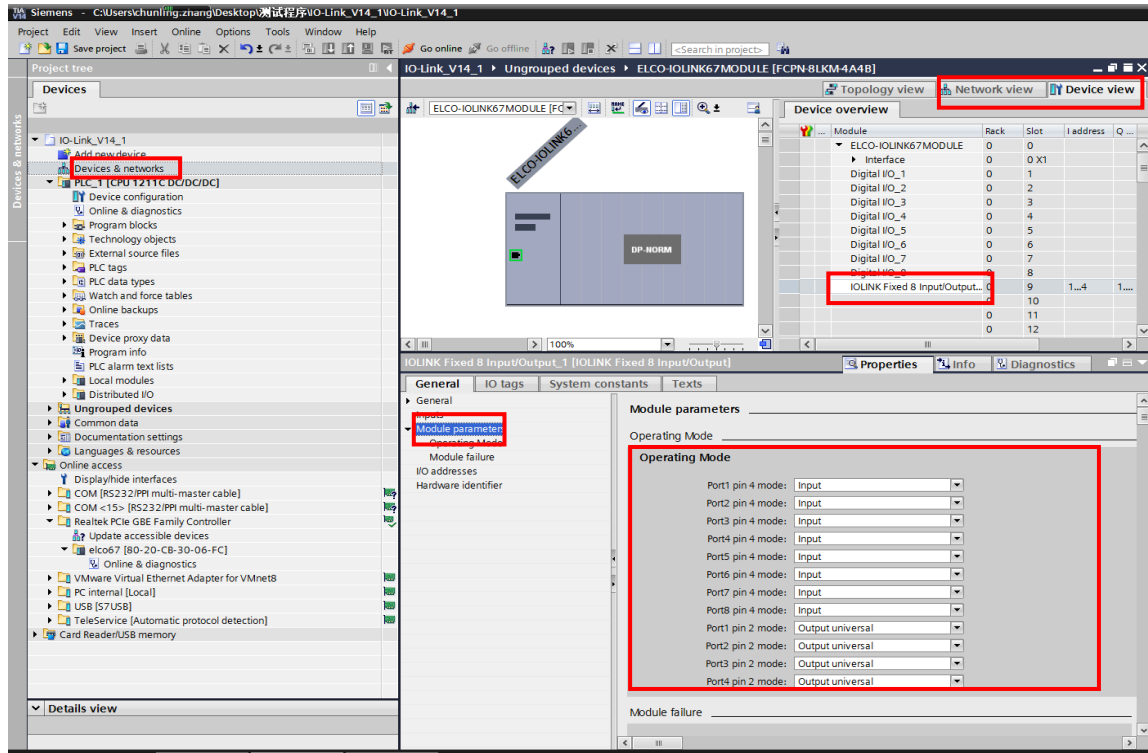 Siemens - C:\Users\chunling.zhang\Desktop\测试程序\IO-Link_V14_1\IO-Link_V14_1
Project Edit View Insert Online Options Tools Window Help
Save project Go online Go offline <Search in project>
Project tree
Devices
Devices & networks
IO-Link_V14_1
Add new device
Devices & networks
PLC_1 [CPU 1211C DC/DC/DC]
Device configuration
Online & diagnostics
Program blocks
Technology objects
External source files
PLC tags
PLC data types
Watch and force tables
Online backups
Traces
Device proxy data
Program info
PLC alarm text lists
Local modules
Distributed I/O
Ungrouped devices
Common data
Documentation settings
Languages & resources
Online access
Display/hide interfaces
COM [RS232/PPI multi-master cable]
COM <15> [RS232/PPI multi-master cable]
Realtek PCIe GBE Family Controller
Update accessible devices
elco67 [80-20-CB-30-06-FC]
Online & diagnostics
VMware Virtual Ethernet Adapter for VMnet8
PC internal [Local]
USB [S7USB]
TeleService [Automatic protocol detection]
Card Reader/USB memory
Details view
IO-Link_V14_1 Ungrouped devices ELCO-IOLINK67MODULE [FCPN-8LKM-4A4B]
Topology view Network view Device view
ELCO-IOLINK67MODULE [FC
ELCO-IOLINK6...
DP-NORM
100%
Device overview
... Module Rack Slot I address Q ...
ELCO-IOLINK67MODULE 0 0
Interface 0 0 X1
Digital I/O_1 0 1
Digital I/O_2 0 2
Digital I/O_3 0 3
Digital I/O_4 0 4
Digital I/O_5 0 5
Digital I/O_6 0 6
Digital I/O_7 0 7
Digital I/O_8 0 8
IOLINK Fixed 8 Input/Output... 0 9 1...4 1....
0 10
0 11
0 12
IOLINK Fixed 8 Input/Output_1 [IOLINK Fixed 8 Input/Output]
Properties Info Diagnostics
General IO tags System constants Texts
General
Inputs
Module parameters
Operating Mode
Module failure
I/O addresses
Hardware identifier
Module parameters
Operating Mode
Operating Mode
Port1 pin 4 mode: Input
Port2 pin 4 mode: Input
Port3 pin 4 mode: Input
Port4 pin 4 mode: Input
Port5 pin 4 mode: Input
Port6 pin 4 mode: Input
Port7 pin 4 mode: Input
Port8 pin 4 mode: Input
Port1 pin 2 mode: Output universal
Port2 pin 2 mode: Output universal
Port3 pin 2 mode: Output universal
Port4 pin 2 mode: Output universal
Module failure